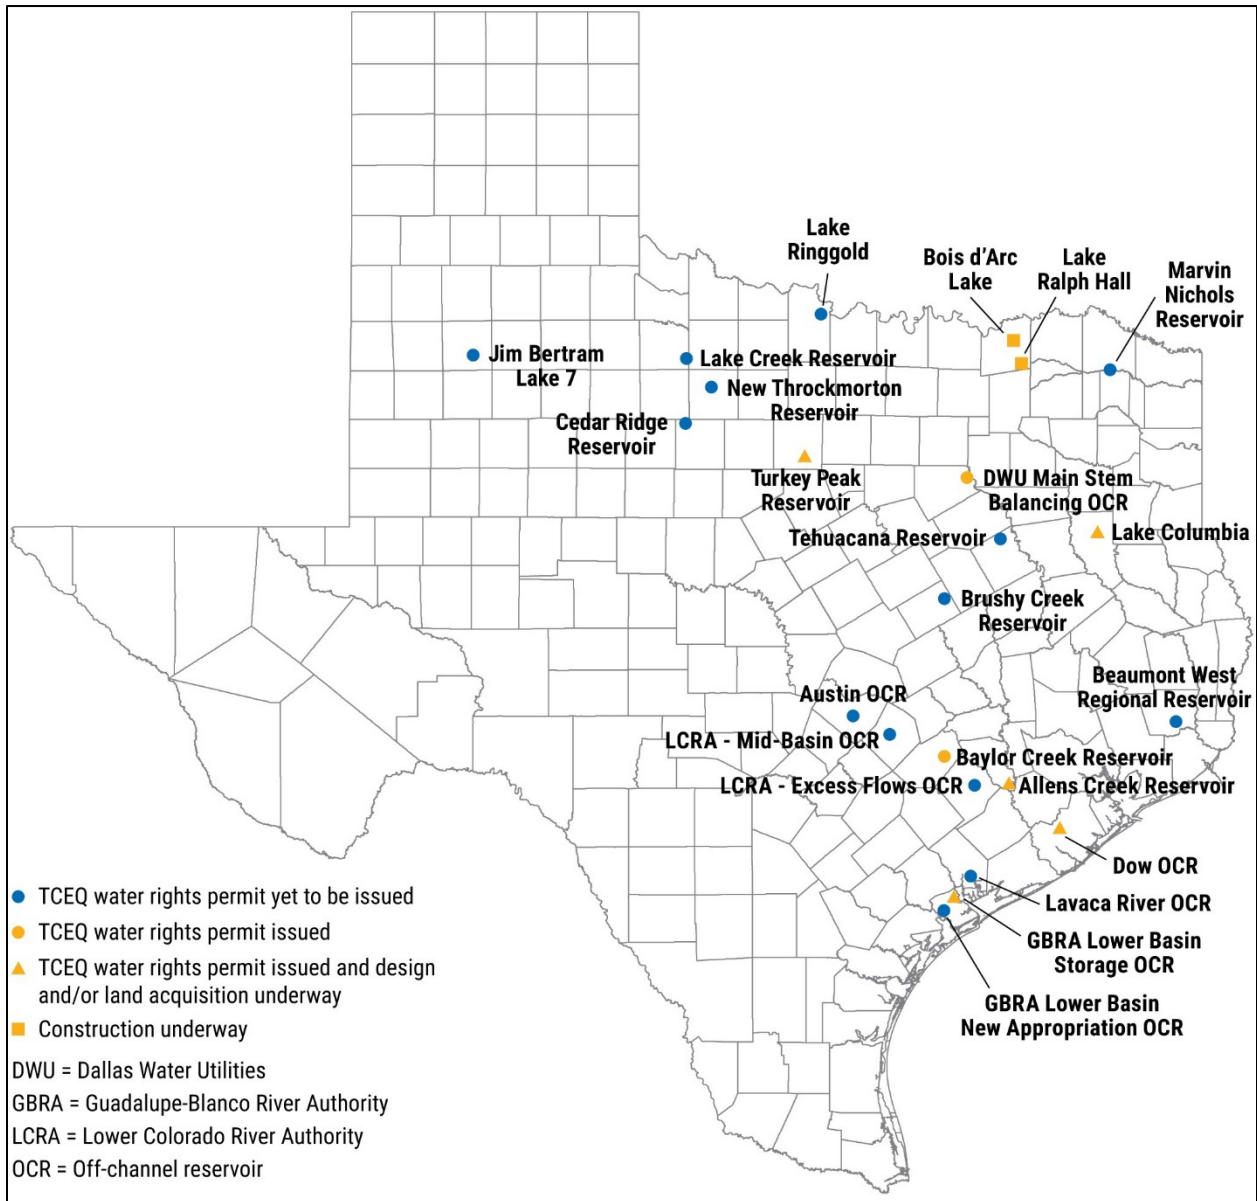 Lake
Ringgold
Bois d’Arc
Lake
Lake
Ralph Hall
Marvin
Nichols
Reservoir
Jim Bertram
Lake 7
Lake Creek Reservoir
New Throckmorton
Reservoir
Cedar Ridge
Reservoir
Turkey Peak
Reservoir
DWU Main Stem
Balancing OCR
Tehuacana Reservoir
Lake Columbia
Brushy Creek
Reservoir
Beaumont West
Regional Reservoir
Austin OCR
LCRA - Mid-Basin OCR
Baylor Creek Reservoir
LCRA - Excess Flows OCR
Allens Creek Reservoir
Dow OCR
Lavaca River OCR
GBRA Lower Basin
Storage OCR
GBRA Lower Basin
New Appropriation OCR
TCEQ water rights permit yet to be issued
TCEQ water rights permit issued
TCEQ water rights permit issued and design
and/or land acquisition underway
Construction underway
DWU = Dallas Water Utilities
GBRA = Guadalupe-Blanco River Authority
LCRA = Lower Colorado River Authority
OCR = Off-channel reservoir